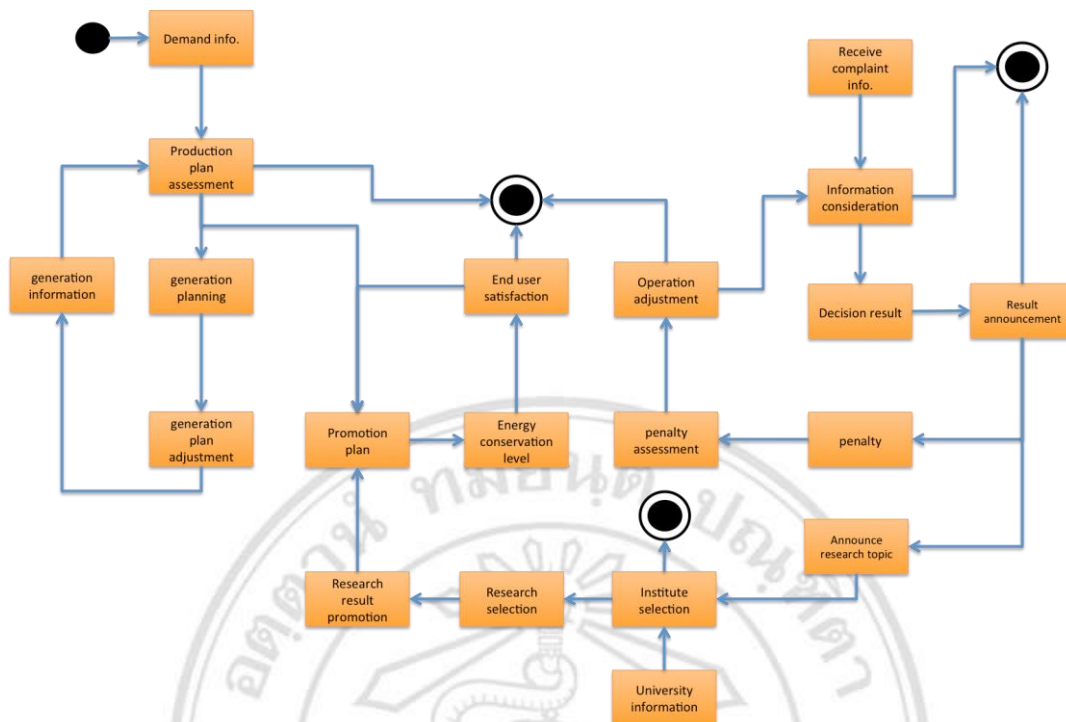 Demand info.
Receive
complaint
info.
Production
plan
assessment
Information
consideration
generation
information
generation
planning
End user
satisfaction
Operation
adjustment
Decision result
Result
announcement
generation
plan
adjustment
Promotion
plan
Energy
conservation
level
penalty
assessment
penalty
Announce
research topic
Research
result
promotion
Research
selection
Institute
selection
University
information